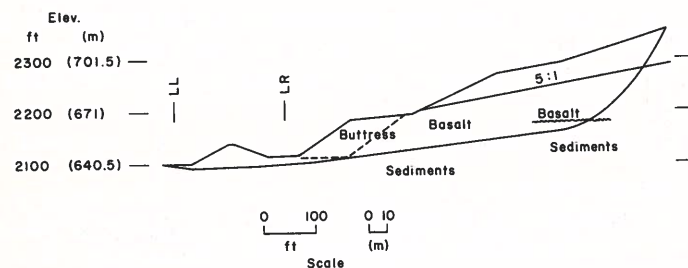 Elev.
ft (m)
2300 (701.5)
5:1
LL
LR
2200 (671)
Buttress
Basalt
Basalt
2100 (640.5)
Sediments
Sediments
0 100
ft
0 10
(m)
Scale